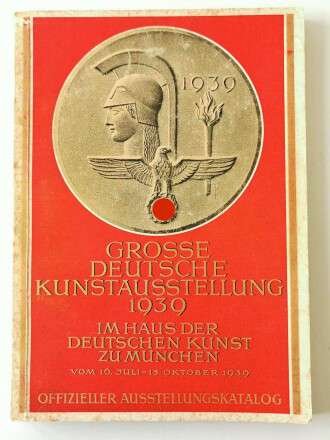 1939
GROSSE
DEUTSCHE
KUNSTAUSSTELLUNG
1939
IM HAUS DER
DEUTSCHEN KUNST
ZU MÜNCHEN
VOM 16. JULI-15. OKTOBER 1939
OFFIZIELLER AUSSTELLUNGSKATALOG